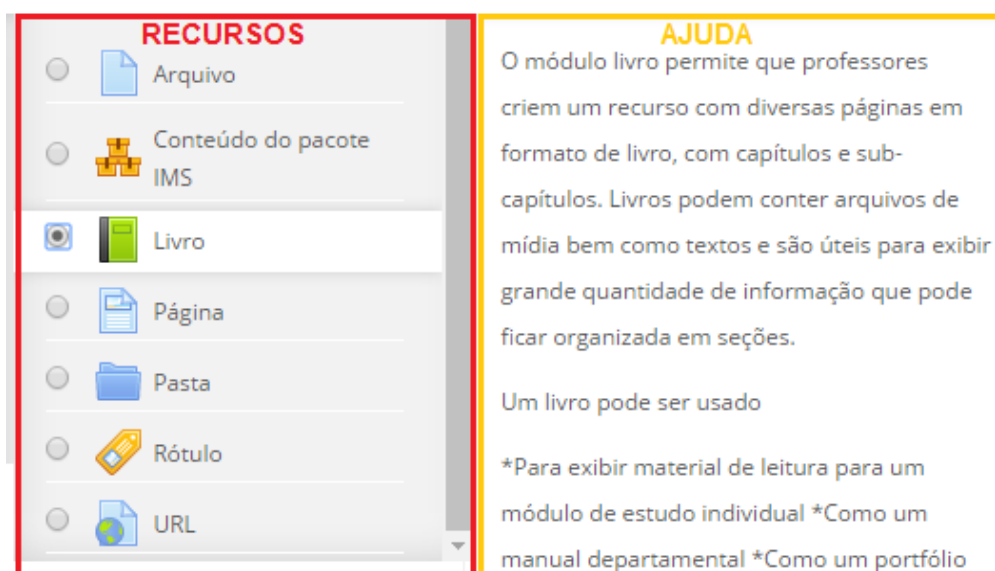 RECURSOS
Arquivo
Conteúdo do pacote
IMS
Livro
Página
Pasta
Rótulo
URL
AJUDA
O módulo livro permite que professores
criem um recurso com diversas páginas em
formato de livro, com capítulos e sub-
capítulos. Livros podem conter arquivos de
mídia bem como textos e são úteis para exibir
grande quantidade de informação que pode
ficar organizada em seções.
Um livro pode ser usado
*Para exibir material de leitura para um
módulo de estudo individual *Como um
manual departamental *Como um portfólio